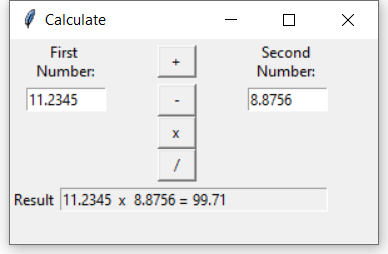 Calculate
First
Number:
+
Second
Number:
11.2345
-
8.8756
x
/
Result 11.2345 x 8.8756 = 99.71